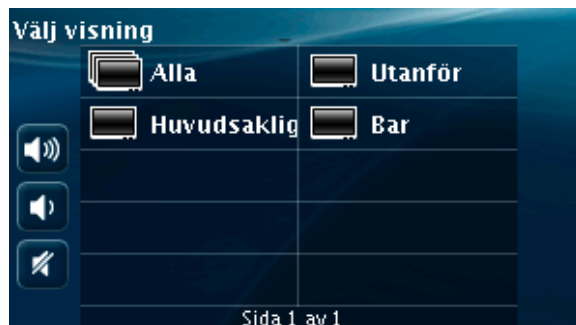 Välj visning
Alla
Utanför
Huvudsaklig
Bar
Sida 1 av 1